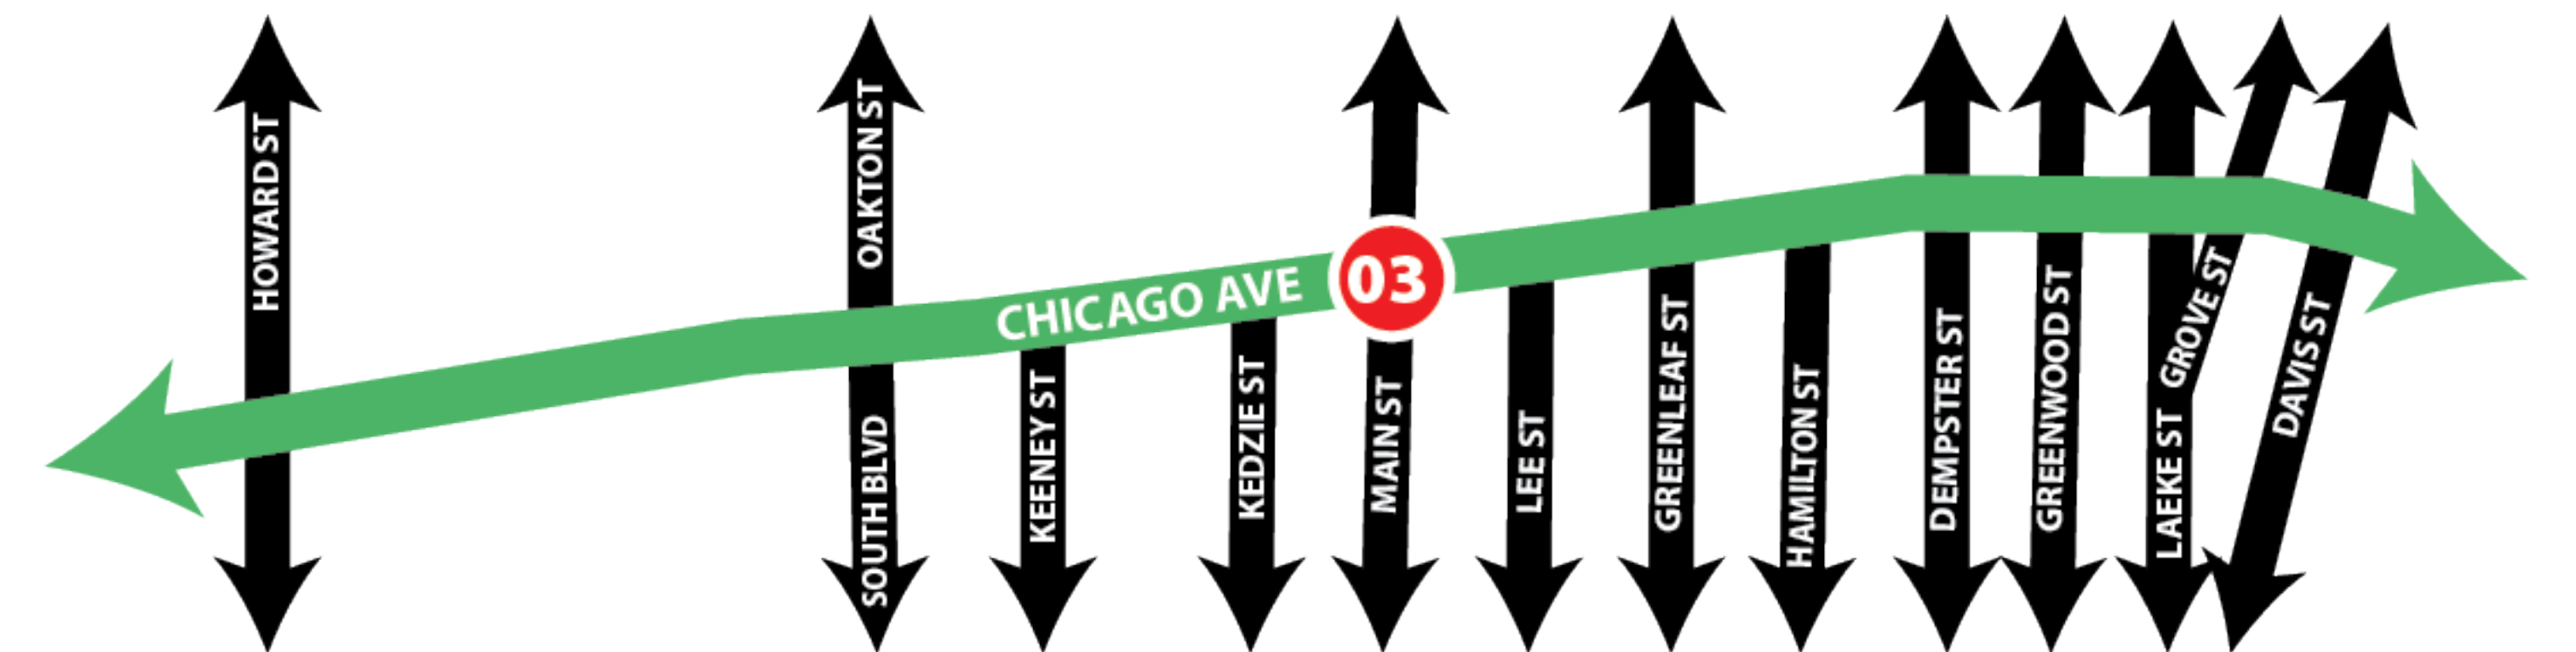 HOWARD ST
OAKTON ST
SOUTH BLVD
KEENEY ST
CHICAGO AVE
KEDZIE ST
03
MAIN ST
LEE ST
GREENLEAF ST
HAMILTON ST
DEMPSTER ST
GREENWOOD ST
LAEKE ST
GROVE ST
DAVIS ST